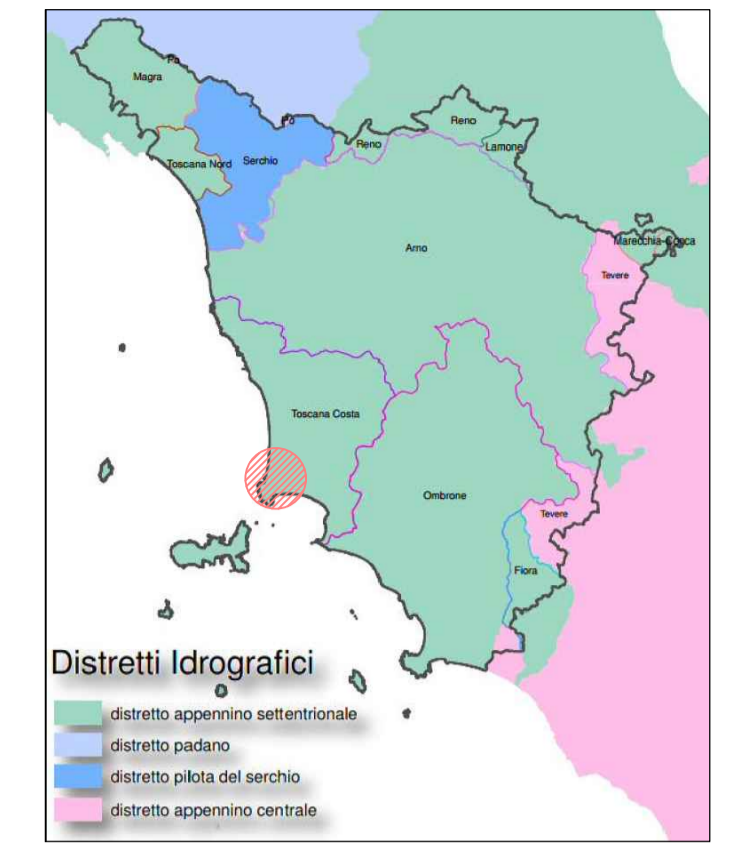 Pa
Magra
Po
Reno
Reno
Lamone
Toscana Nord
Serchio
Marecchia-Conca
Arno
Tevere
Toscana Costa
Ombrone
Tevere
Fiora
Distretti Idrografici
distretto appennino settentrionale
distretto padano
distretto pilota del serchio
distretto appennino centrale